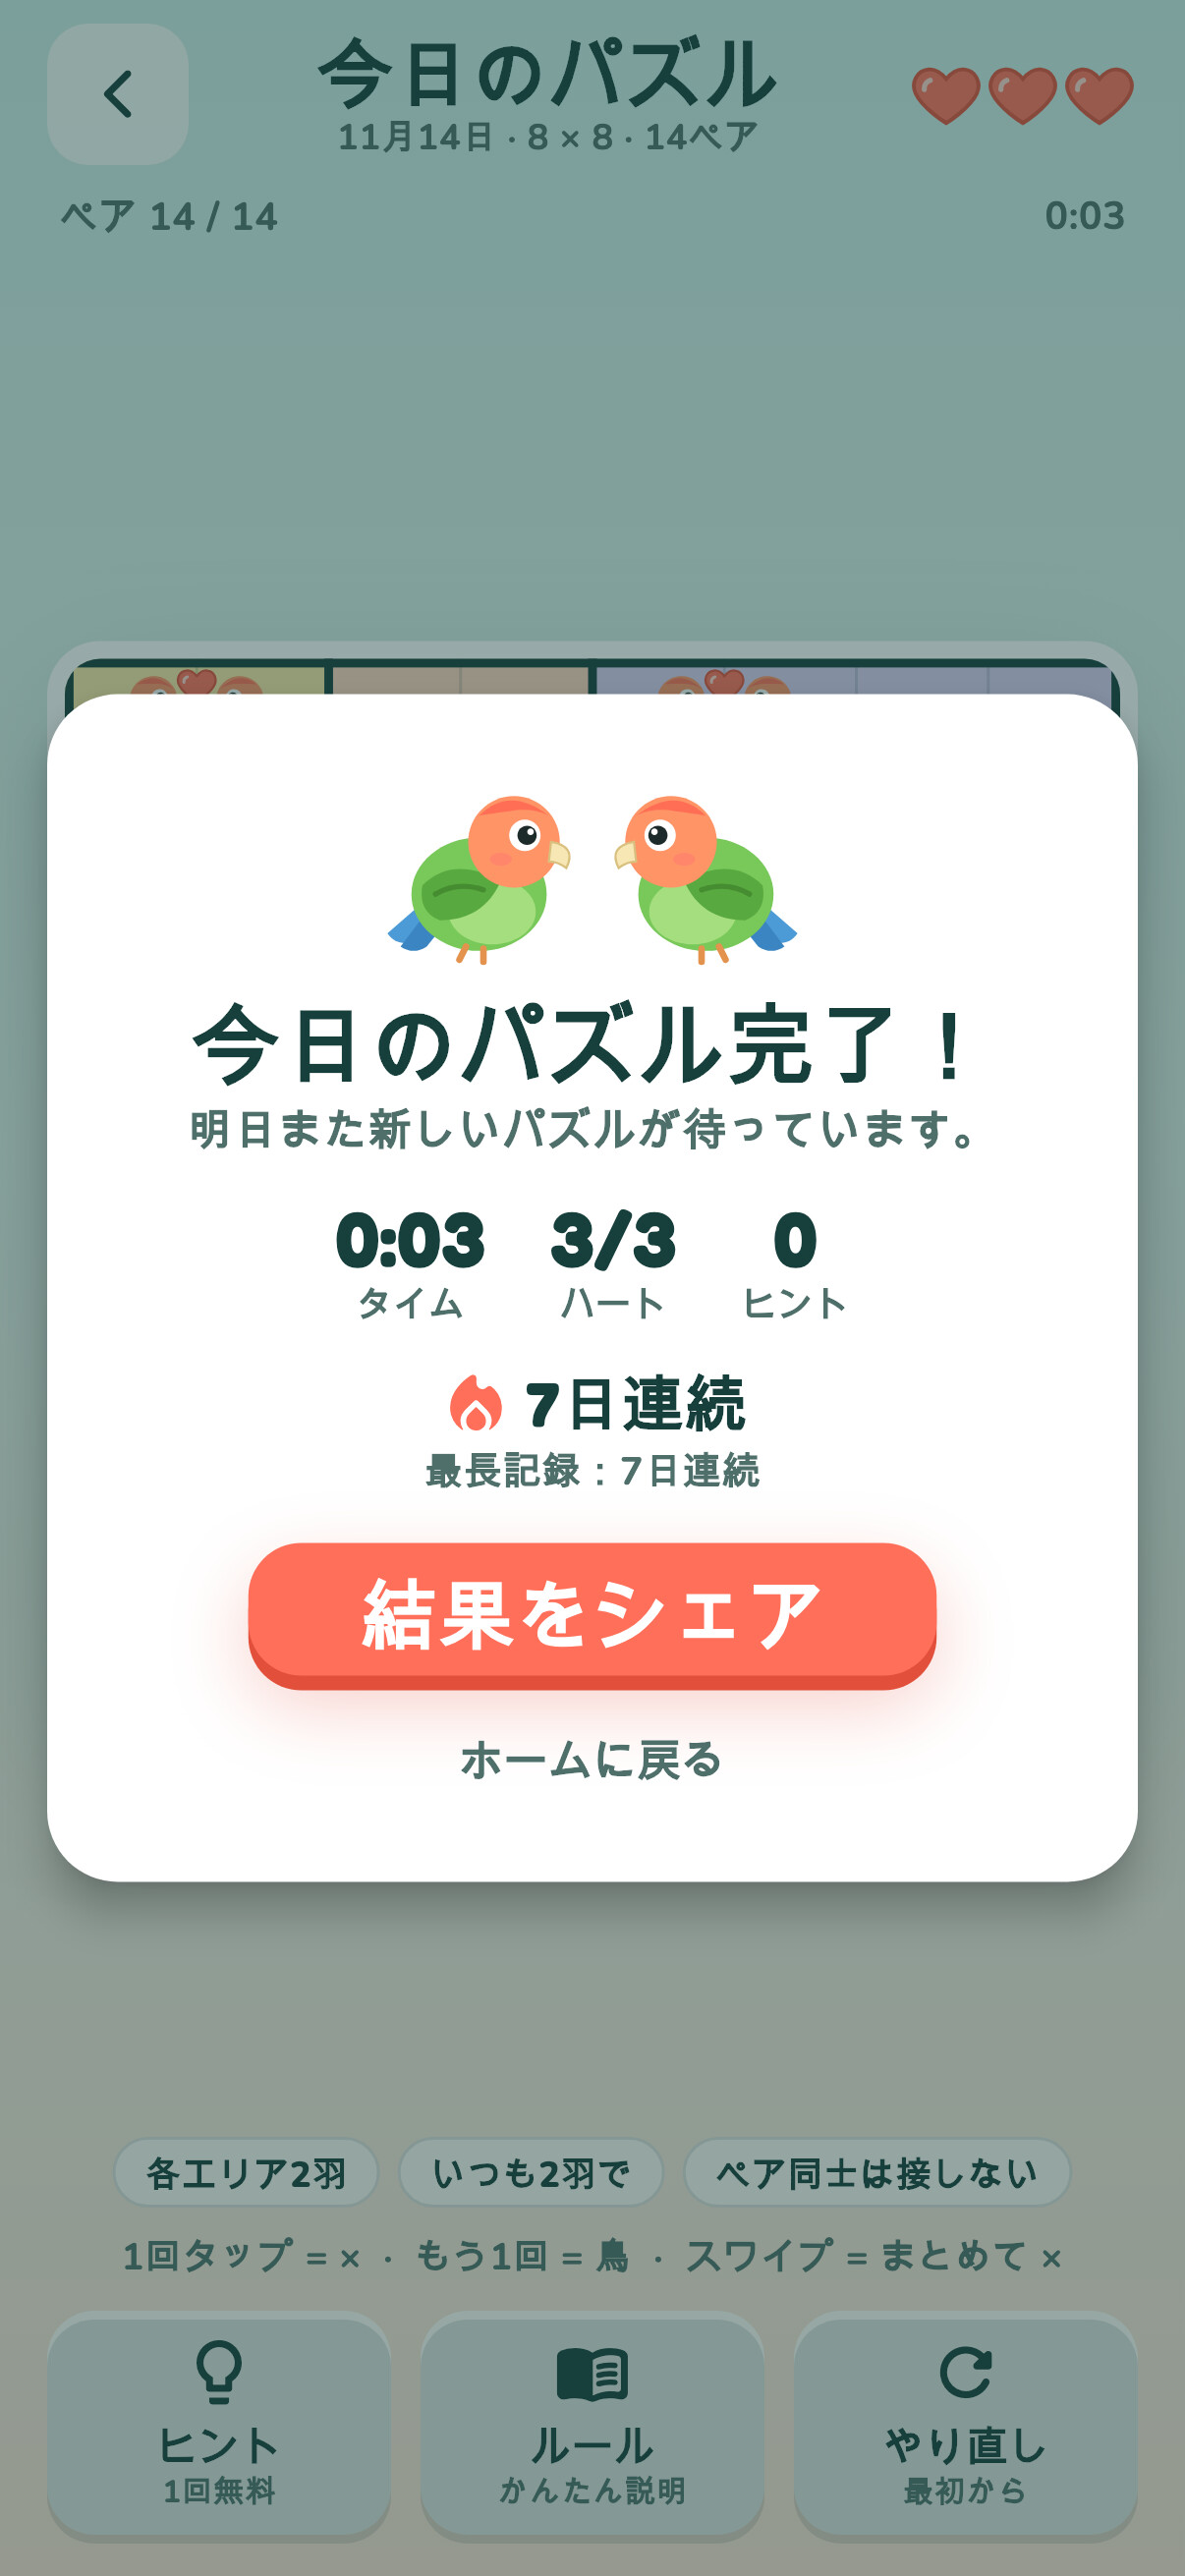 今日のパズル
11月14日 · 8 × 8 · 14ペア
ペア 14 / 14
0:03
今日のパズル完了！
明日また新しいパズルが待っています。
0:03 3/3 0
タイム ハート ヒント
7日連続
最長記録：7日連続
結果をシェア
ホームに戻る
各エリア2羽 いつも2羽で ペア同士は接しない
1回タップ = × · もう1回 = 鳥 · スワイプ = まとめて ×
ヒント ルール やり直し
1回無料 かんたん説明 最初から